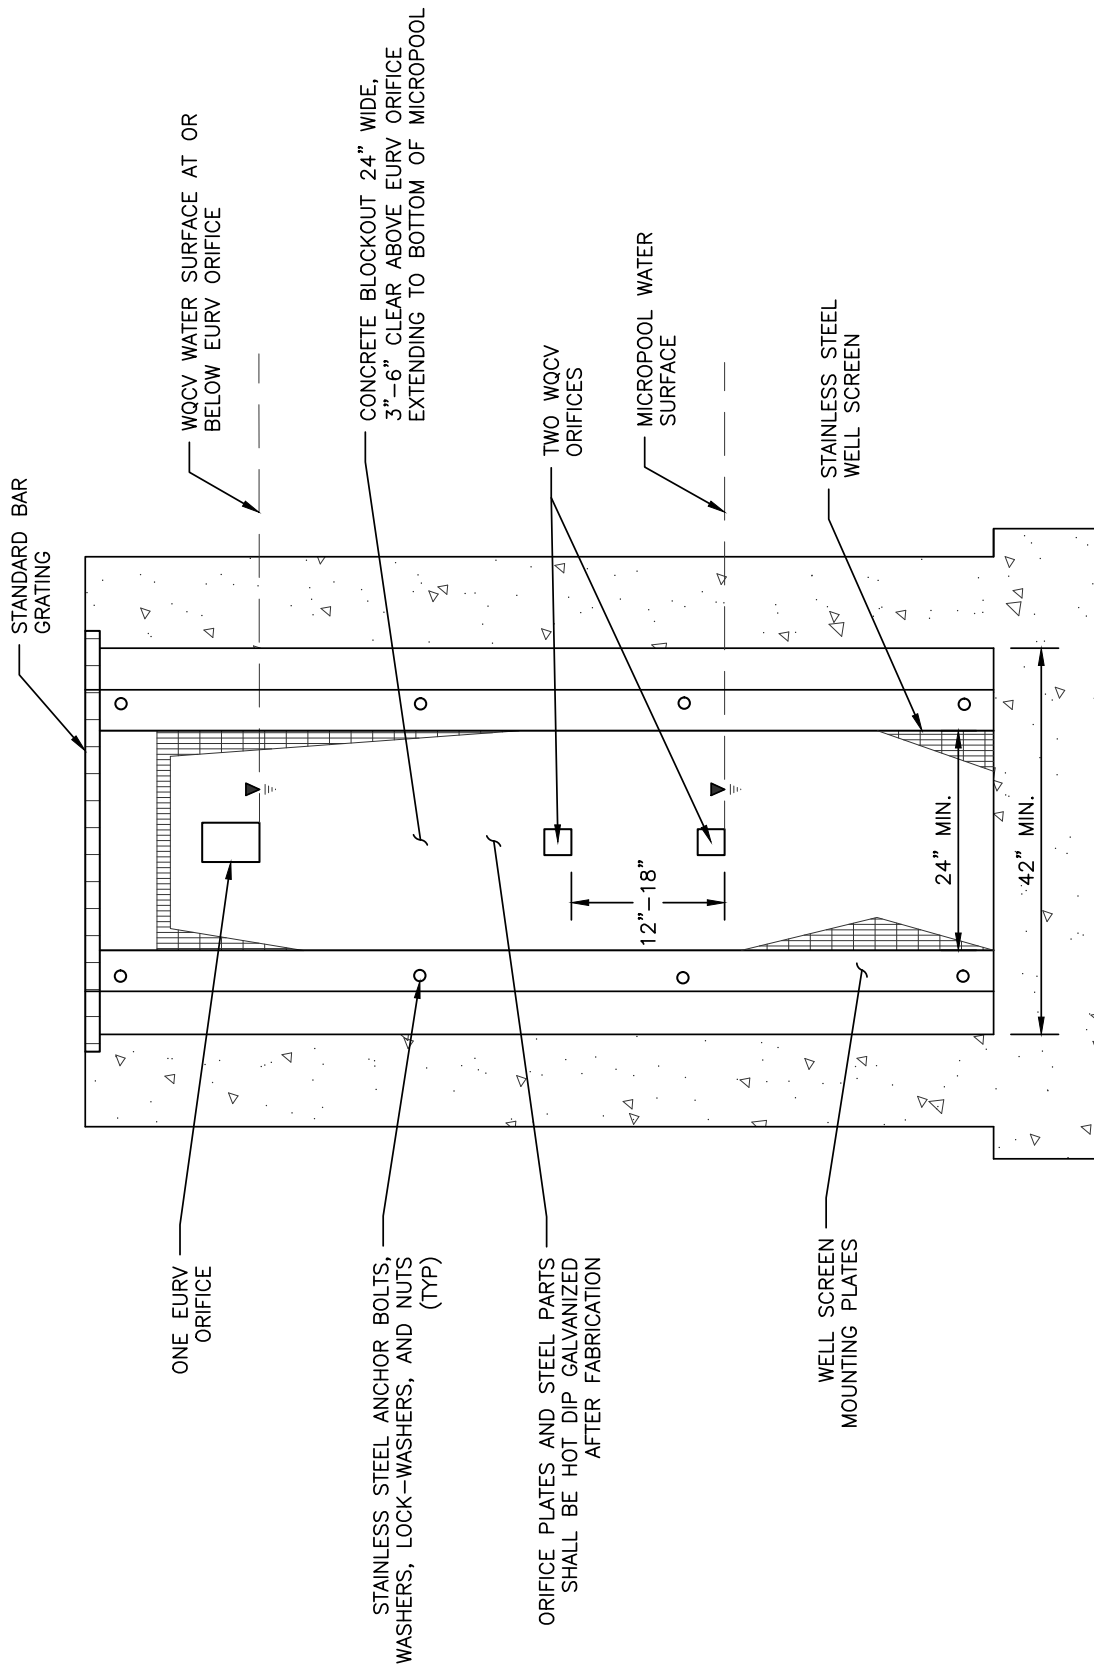 STANDARD BAR
GRATING
WQCV WATER SURFACE AT OR
BELOW EURV ORIFICE
CONCRETE BLOCKOUT 24" WIDE,
3"-6" CLEAR ABOVE EURV ORIFICE
EXTENDING TO BOTTOM OF MICROPOOL
TWO WQCV
ORIFICES
MICROPOOL WATER
SURFACE
STAINLESS STEEL
WELL SCREEN
ONE EURV
ORIFICE
STAINLESS STEEL ANCHOR BOLTS,
WASHERS, LOCK-WASHERS, AND NUTS
(TYP)
ORIFICE PLATES AND STEEL PARTS
SHALL BE HOT DIP GALVANIZED
AFTER FABRICATION
WELL SCREEN
MOUNTING PLATES
12"-18"
24" MIN.
42" MIN.